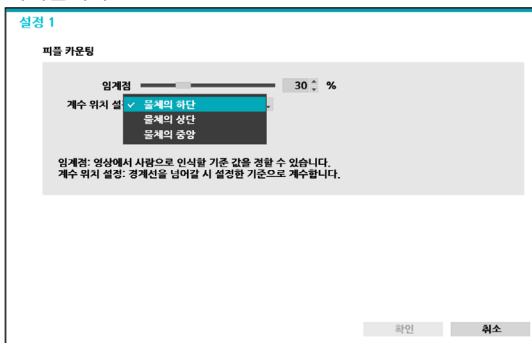 설정 1
피플 카운팅
임계점 30 %
계수 위치 설
✓ 물체의 하단
물체의 상단
물체의 중앙
임계점: 영상에서 사람으로 인식할 기준 값을 정할 수 있습니다.
계수 위치 설정: 경계선을 넘어갈 시 설정한 기준으로 계수합니다.
확인 취소